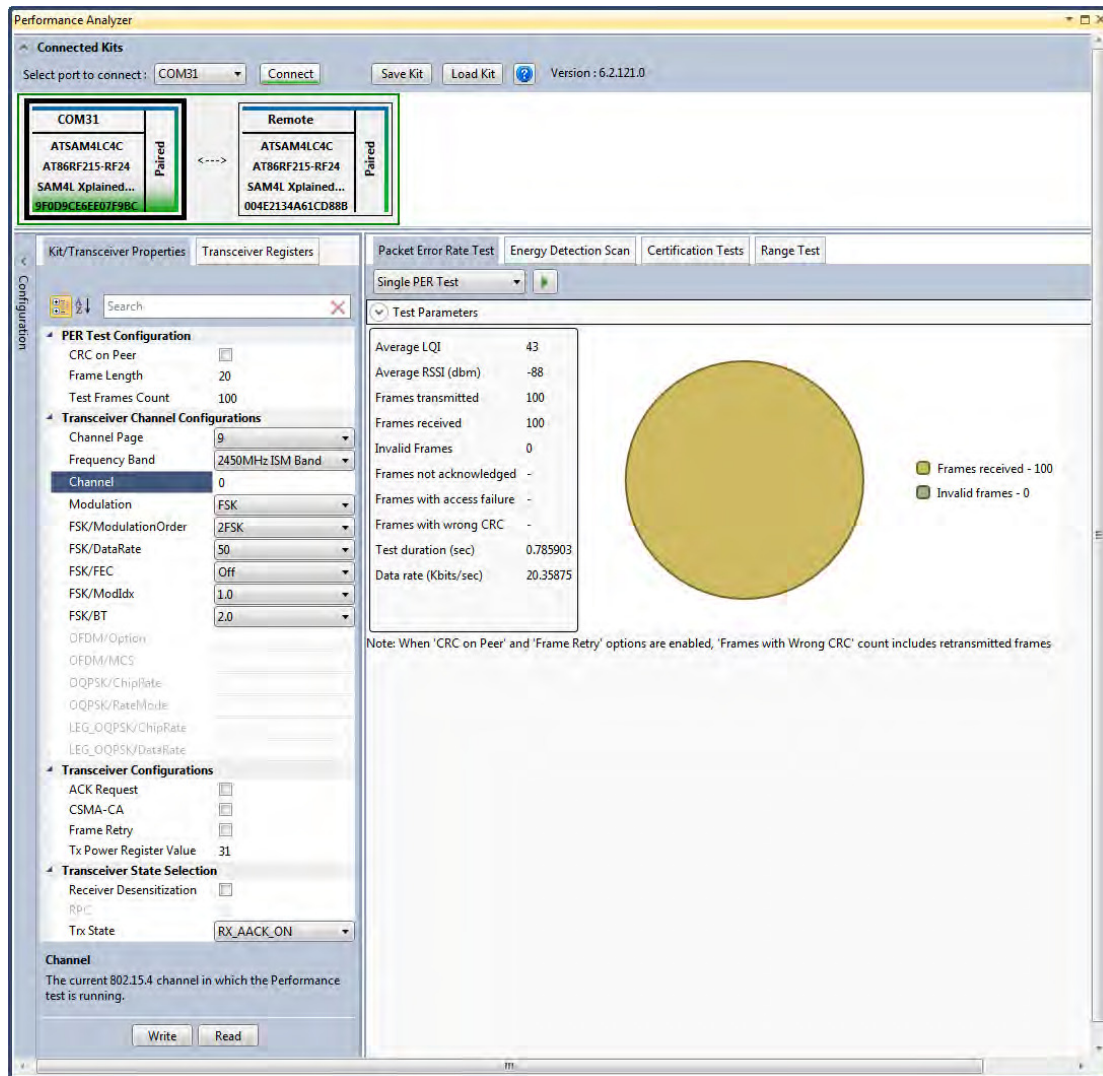 Performance Analyzer
Connected Kits
Select port to connect : COM31 Connect Save Kit Load Kit ? Version : 6.2.121.0
COM31
ATSAM4LC4C
AT86RF215-RF24
SAM4L Xplained...
9F0D9CE6EE07F9BC
Paired
<--->
Remote
ATSAM4LC4C
AT86RF215-RF24
SAM4L Xplained...
004E2134A61CD88B
Paired
Configuration
Kit/Transceiver Properties Transceiver Registers
Search
PER Test Configuration
CRC on Peer
Frame Length 20
Test Frames Count 100
Transceiver Channel Configurations
Channel Page 9
Frequency Band 2450MHz ISM Band
Channel 0
Modulation FSK
FSK/ModulationOrder 2FSK
FSK/DataRate 50
FSK/FEC Off
FSK/ModIdx 1.0
FSK/BT 2.0
OFDM/Option
OFDM/MCS
OQPSK/ChipRate
OQPSK/RateMode
LEG_OQPSK/ChipRate
LEG_OQPSK/DataRate
Transceiver Configurations
ACK Request
CSMA-CA
Frame Retry
Tx Power Register Value 31
Transceiver State Selection
Receiver Desensitization
RPC
Trx State RX_AACK_ON
Channel
The current 802.15.4 channel in which the Performance
test is running.
Write Read
Packet Error Rate Test Energy Detection Scan Certification Tests Range Test
Single PER Test
Test Parameters
Average LQI 43
Average RSSI (dbm) -88
Frames transmitted 100
Frames received 100
Invalid Frames 0
Frames not acknowledged -
Frames with access failure -
Frames with wrong CRC -
Test duration (sec) 0.785903
Data rate (Kbits/sec) 20.35875
Frames received - 100
Invalid frames - 0
Note: When 'CRC on Peer' and 'Frame Retry' options are enabled, 'Frames with Wrong CRC' count includes retransmitted frames